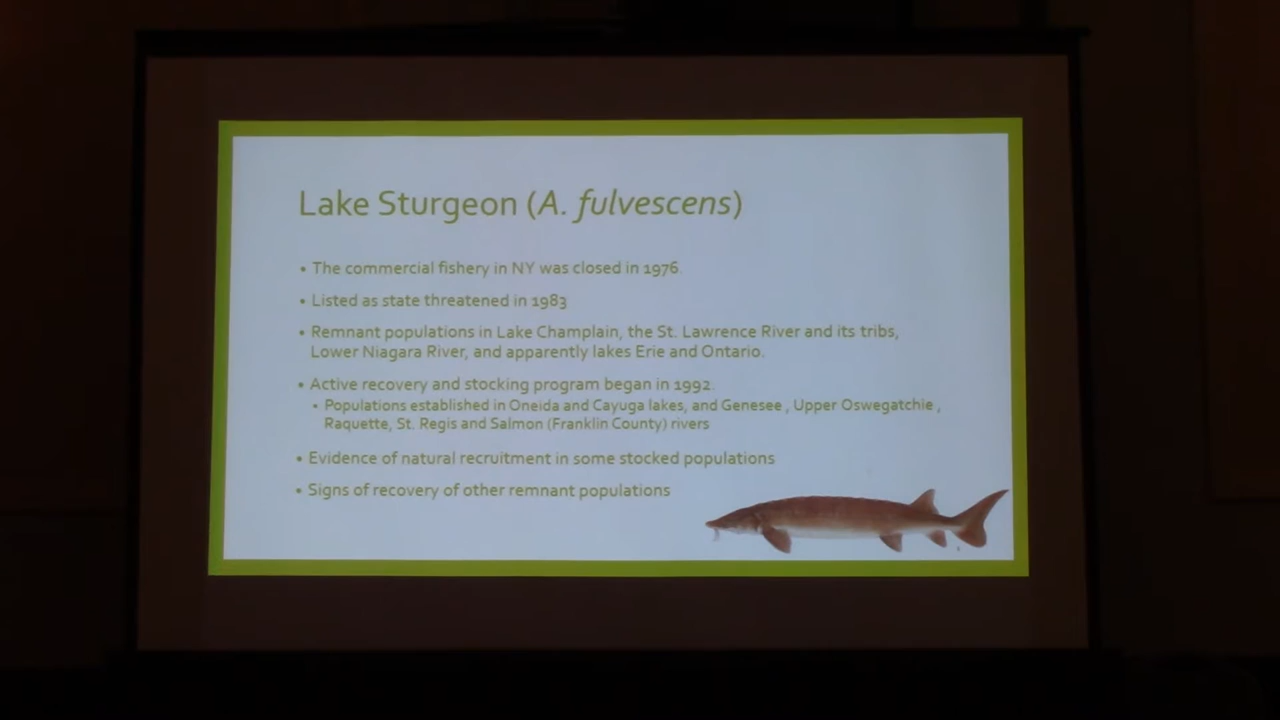 Lake Sturgeon (A. fulvescens)
• The commercial fishery in NY was closed in 1976.
• Listed as state threatened in 1983
• Remnant populations in Lake Champlain, the St. Lawrence River and its tribs,
Lower Niagara River, and apparently lakes Erie and Ontario.
• Active recovery and stocking program began in 1992.
• Populations established in Oneida and Cayuga lakes, and Genesee , Upper Oswegatchie ,
Raquette, St. Regis and Salmon (Franklin County) rivers
• Evidence of natural recruitment in some stocked populations
• Signs of recovery of other remnant populations